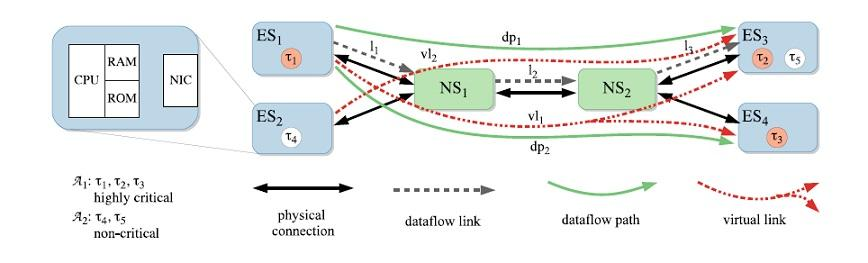 CPU
RAM
ROM
NIC
ES1
τ1
ES2
τ4
l1
vl2
dp1
NS1
l2
NS2
vl1
dp2
l3
ES3
τ2
τ5
ES4
τ3
𝒜1: τ1, τ2, τ3
highly critical
𝒜2: τ4, τ5
non-critical
physical
connection
dataflow link
dataflow path
virtual link